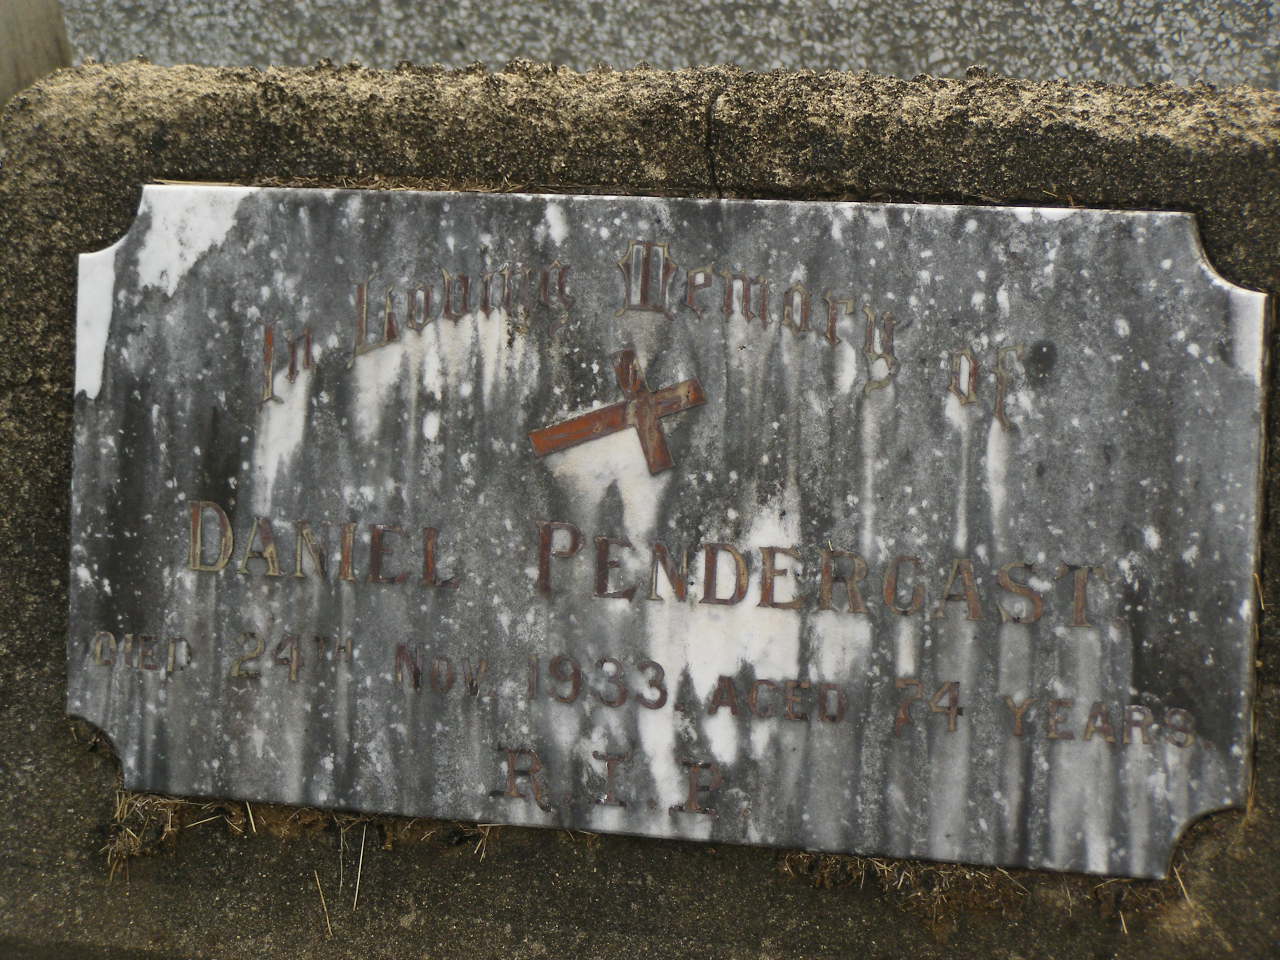 In Loving Memory of
DANIEL PENDERGAST
DIED 24TH NOV. 1933, AGED 74 YEARS.
R.I.P.